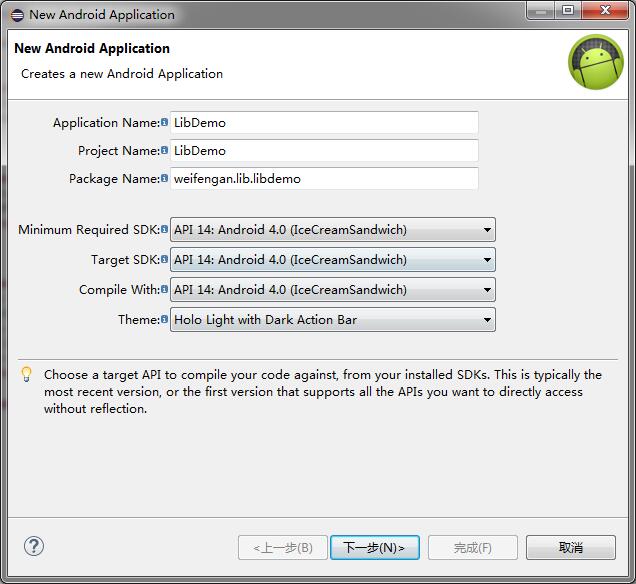 New Android Application
New Android Application
Creates a new Android Application
Application Name: LibDemo
Project Name: LibDemo
Package Name: weifengan.lib.libdemo
Minimum Required SDK: API 14: Android 4.0 (IceCreamSandwich)
Target SDK: API 14: Android 4.0 (IceCreamSandwich)
Compile With: API 14: Android 4.0 (IceCreamSandwich)
Theme: Holo Light with Dark Action Bar
Choose a target API to compile your code against, from your installed SDKs. This is typically the
most recent version, or the first version that supports all the APIs you want to directly access
without reflection.
? <上一步(B) 下一步(N)> 完成(F) 取消